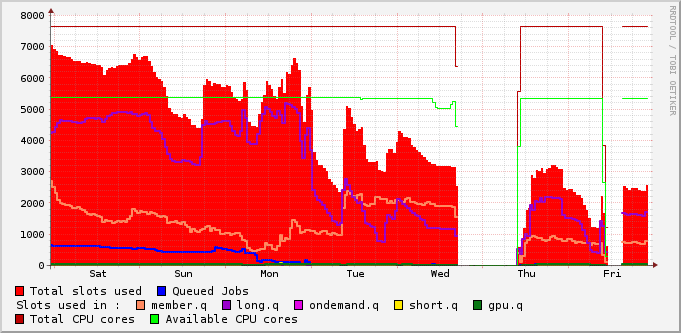 RRDTOOL / TOBI OETIKER
8000
7000
6000
5000
4000
3000
2000
1000
0
Sat Sun Mon Tue Wed Thu Fri
Total slots used Queued Jobs
Slots used in : member.q long.q ondemand.q short.q gpu.q
Total CPU cores Available CPU cores